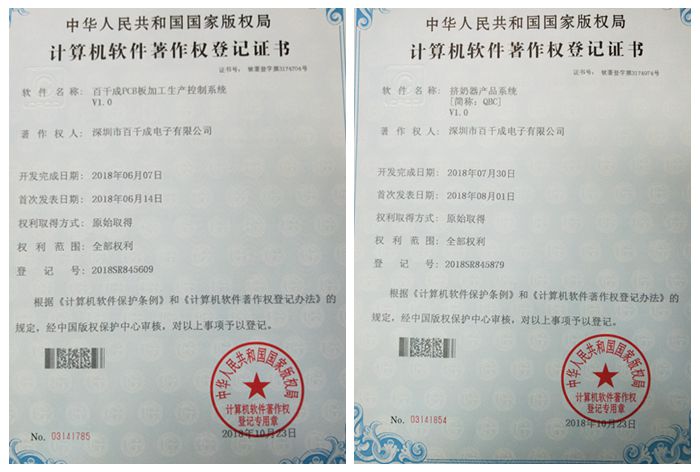 中华人民共和国国家版权局
计算机软件著作权登记证书
证书号: 软著登字第3174704号
软件名称: 百千成PCB板加工生产控制系统
V1.0
著作权人: 深圳市百千成电子有限公司
开发完成日期: 2018年06月07日
首次发表日期: 2018年06月14日
权利取得方式: 原始取得
权利范围: 全部权利
登记号: 2018SR845609
根据《计算机软件保护条例》和《计算机软件著作权登记办法》的
规定，经中国版权保护中心审核，对以上事项予以登记。
中华人民共和国国家版权局
计算机软件著作权
登记专用章
No. 03141785
2018年10月23日
中华人民共和国国家版权局
计算机软件著作权登记证书
证书号: 软著登字第3174974号
软件名称: 挤奶器产品系统
[简称: QBC]
V1.0
著作权人: 深圳市百千成电子有限公司
开发完成日期: 2018年07月30日
首次发表日期: 2018年08月01日
权利取得方式: 原始取得
权利范围: 全部权利
登记号: 2018SR845879
根据《计算机软件保护条例》和《计算机软件著作权登记办法》的
规定，经中国版权保护中心审核，对以上事项予以登记。
中华人民共和国国家版权局
计算机软件著作权
登记专用章
No. 03141854
2018年10月23日